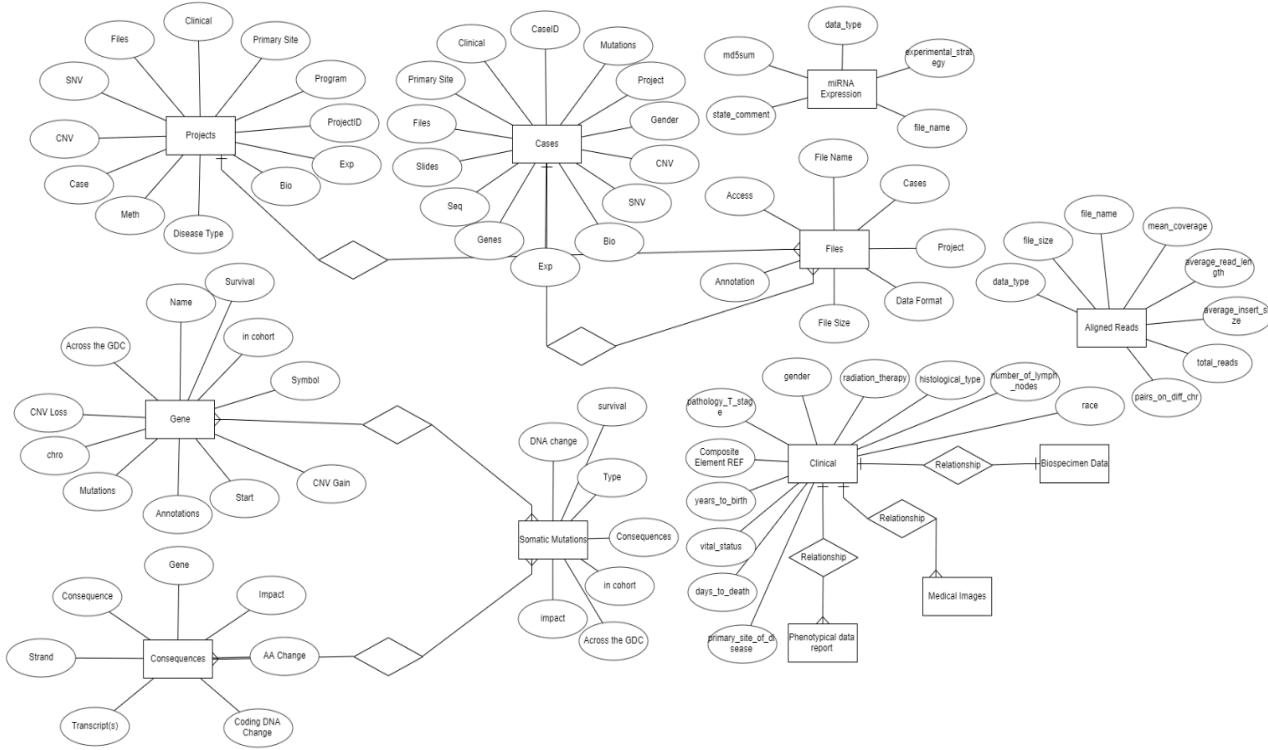 Clinical
Files
Primary Site
SNV
Program
Projects
ProjectID
CNV
Exp
Case
Bio
Meth
Disease Type
CaseID
Clinical
Mutations
Primary Site
Project
Files
Cases
Gender
Slides
CNV
Seq
SNV
Genes
Bio
Exp
data_type
md5sum
experimental_strat
egy
miRNA
Expression
state_comment
file_name
File Name
Access
Cases
Files
Project
Annotation
Data Format
File Size
file_name
mean_coverage
file_size
average_read_len
gth
data_type
average_insert_si
ze
Aligned Reads
total_reads
pairs_on_diff_chr
Survival
Name
Across the GDC
in cohort
Symbol
CNV Loss
Gene
chro
CNV Gain
Mutations
Start
Annotations
survival
DNA change
Type
Somatic Mutations
Consequences
in cohort
impact
Across the GDC
Gene
Consequence
Impact
Strand
Consequences
AA Change
Transcript(s)
Coding DNA
Change
gender
radiation_therapy
histological_type
number_of_lymph
_nodes
pathology_T_stag
e
race
Composite
Element REF
Clinical
Relationship
Biospecimen Data
years_to_birth
Relationship
vital_status
Relationship
days_to_death
Medical Images
primary_site_of_di
sease
Phenotypical data
report